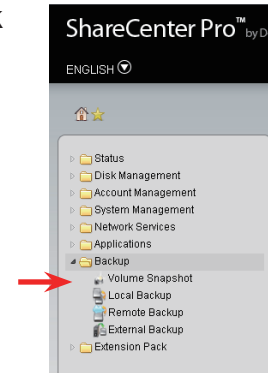 k
ShareCenter Pro™ by D
ENGLISH
Status
Disk Management
Account Management
System Management
Network Services
Applications
Backup
Volume Snapshot
Local Backup
Remote Backup
External Backup
Extension Pack